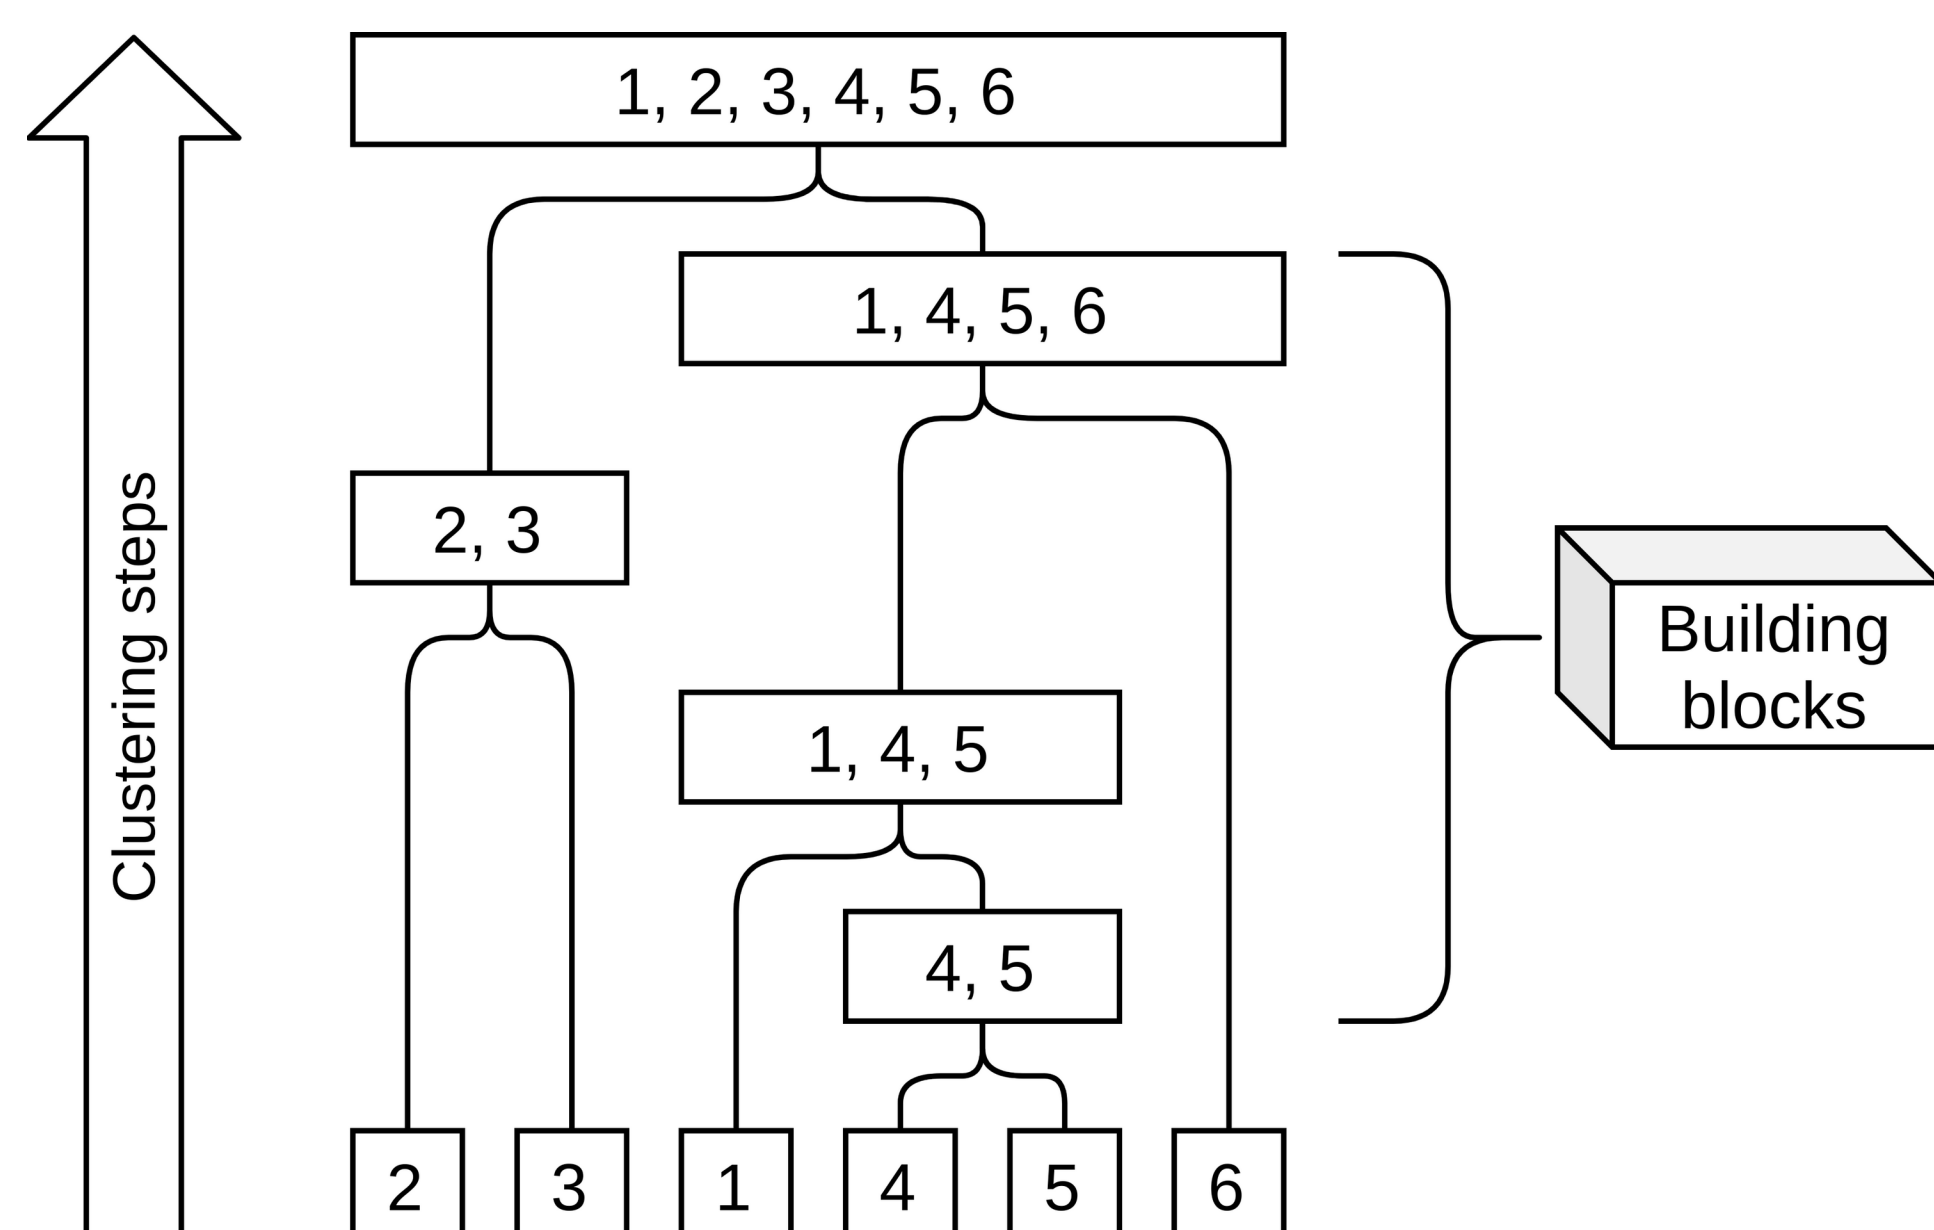 1, 2, 3, 4, 5, 6
1, 4, 5, 6
2, 3
Building
blocks
Clustering steps
1, 4, 5
4, 5
2
3
1
4
5
6